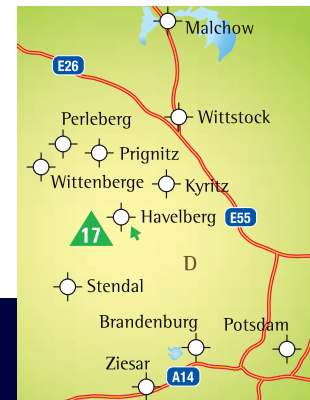 Malchow
E26
Perleberg
Wittstock
Prignitz
Wittenberge
Kyritz
Havelberg
E55
17
D
Stendal
Brandenburg
Potsdam
Ziesar
A14